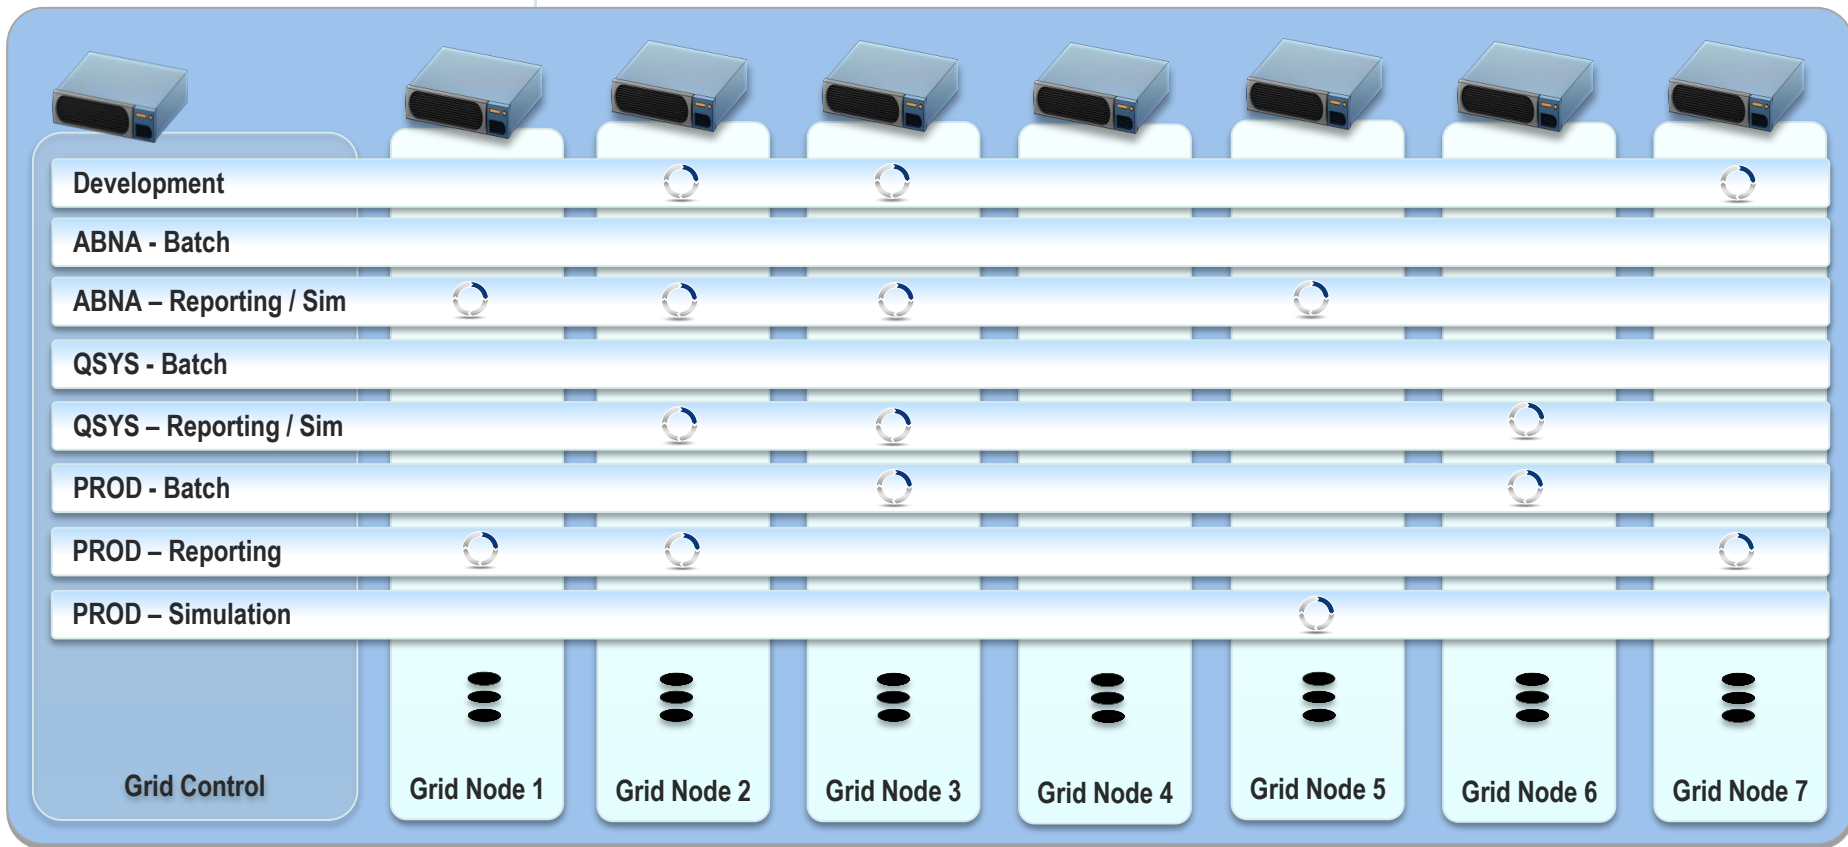 Development
ABNA - Batch
ABNA – Reporting / Sim
QSYS - Batch
QSYS – Reporting / Sim
PROD - Batch
PROD – Reporting
PROD – Simulation
Grid Control
Grid Node 1
Grid Node 2
Grid Node 3
Grid Node 4
Grid Node 5
Grid Node 6
Grid Node 7